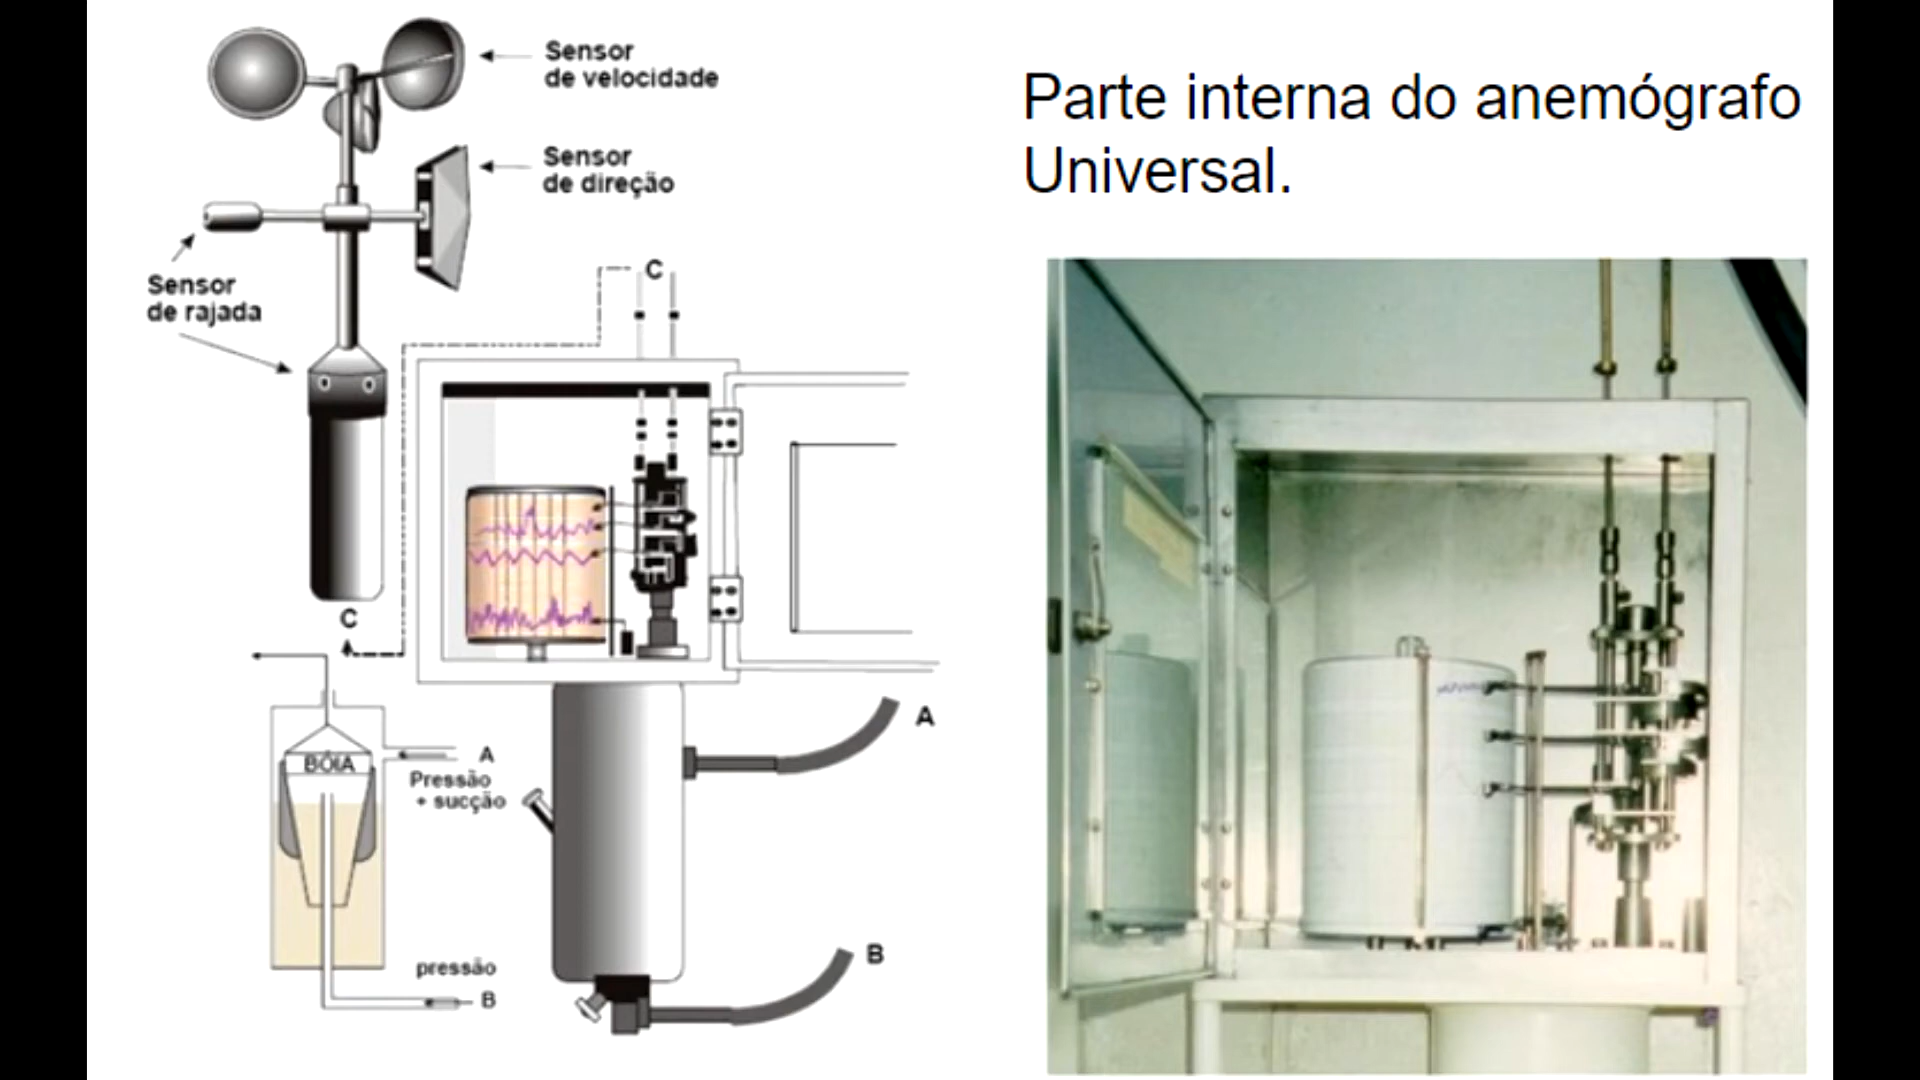 Sensor
de velocidade
Sensor
de direção
Sensor
de rajada
C
C
BÓIA
A
Pressão
+ sucção
pressão
B
A
B
Parte interna do anemógrafo
Universal.